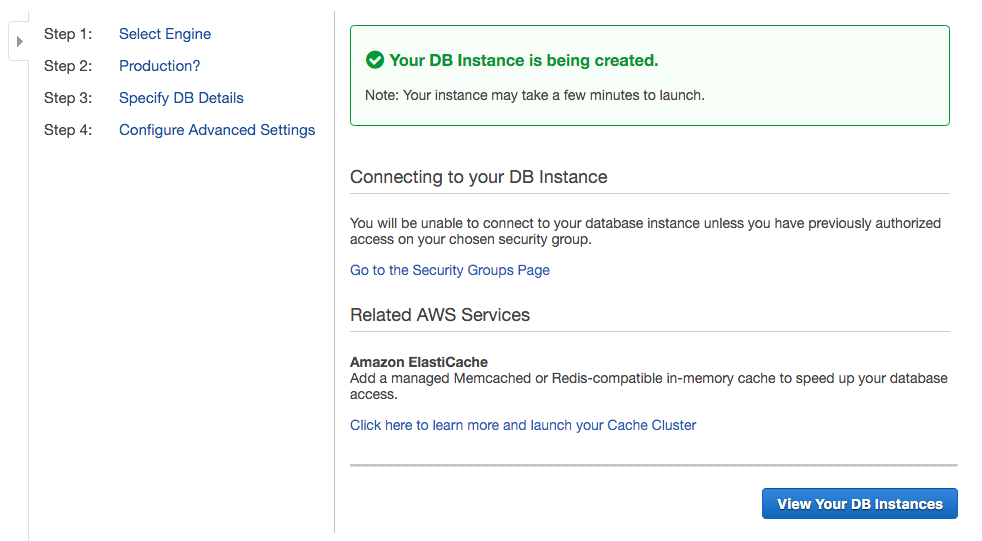 Step 1: Select Engine
Step 2: Production?
Step 3: Specify DB Details
Step 4: Configure Advanced Settings
Your DB Instance is being created.
Note: Your instance may take a few minutes to launch.
Connecting to your DB Instance
You will be unable to connect to your database instance unless you have previously authorized
access on your chosen security group.
Go to the Security Groups Page
Related AWS Services
Amazon ElastiCache
Add a managed Memcached or Redis-compatible in-memory cache to speed up your database
access.
Click here to learn more and launch your Cache Cluster
View Your DB Instances